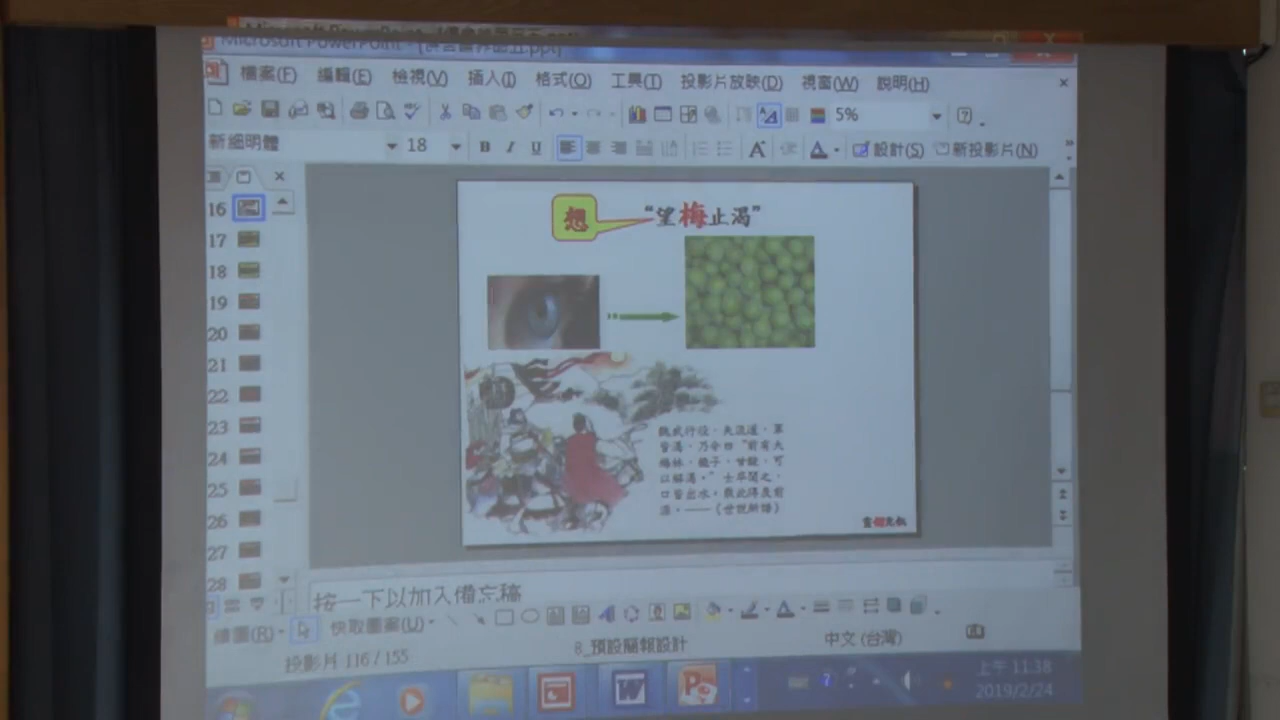 Microsoft PowerPoint
檔案(F) 編輯(E) 檢視(V) 插入(I) 格式(O) 工具(T) 投影片放映(D) 視窗(W) 說明(H)
5%
新細明體 18 B I U A A 設計(S) 新投影片(N)
16
17
18
19
20
21
22
23
24
25
26
27
28
想
“望梅止渴”
魏武行役，失汲道，軍
皆渴，乃令曰“前有大
梅林，饒子，甘酸，可
以解渴。”士卒聞之，
口皆出水，乘此得及前
源。——《世說新語》
按一下以加入備忘稿
繪圖(R) 快取圖案(U)
投影片 116 / 155
8_預設簡報設計
中文 (台灣)
上午 11:38
2019/2/24